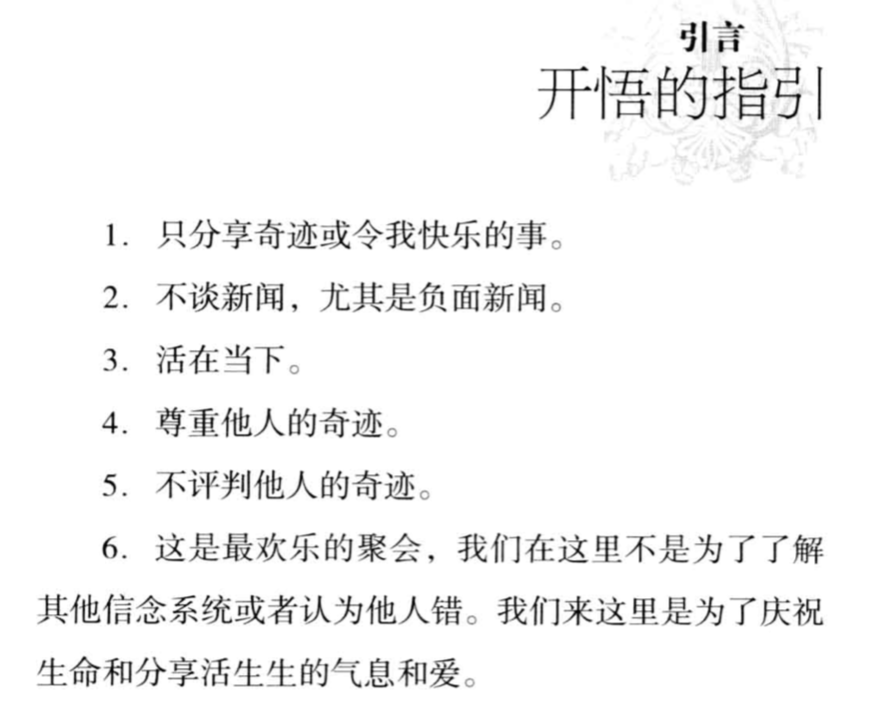 引言
开悟的指引
1. 只分享奇迹或令我快乐的事。
2. 不谈新闻，尤其是负面新闻。
3. 活在当下。
4. 尊重他人的奇迹。
5. 不评判他人的奇迹。
6. 这是最欢乐的聚会，我们在这里不是为了了解
其他信念系统或者认为他人错。我们来这里是为了庆祝
生命和分享活生生的气息和爱。